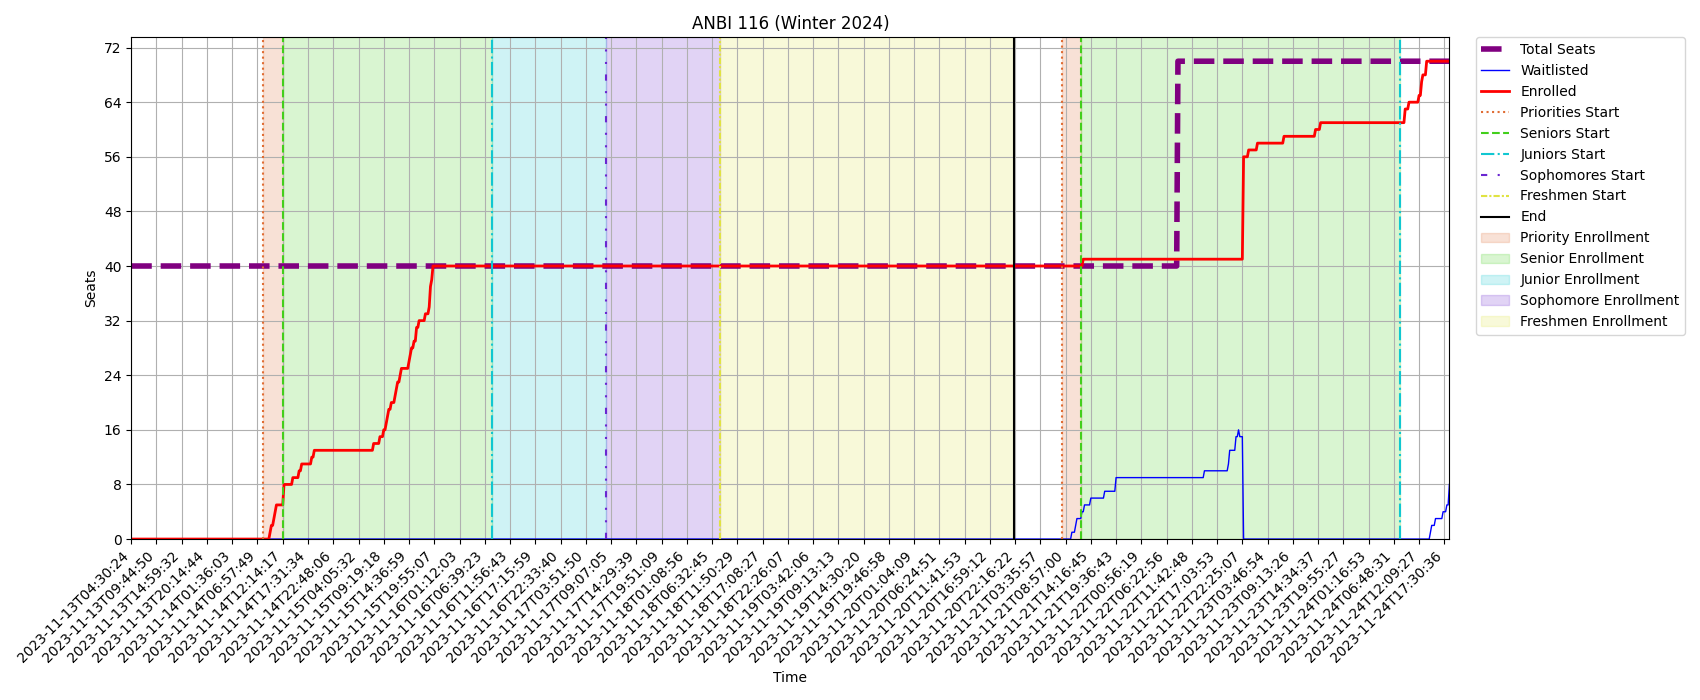 ANBI 116 (Winter 2024)
Seats
72
64
56
48
40
32
24
16
8
0
2023-11-13T04:30:24
2023-11-13T09:44:50
2023-11-13T14:59:32
2023-11-13T20:14:44
2023-11-14T01:36:03
2023-11-14T06:57:49
2023-11-14T12:14:17
2023-11-14T17:31:34
2023-11-14T22:48:06
2023-11-15T04:05:32
2023-11-15T09:19:18
2023-11-15T14:36:59
2023-11-15T19:55:07
2023-11-16T01:12:03
2023-11-16T06:39:23
2023-11-16T11:56:43
2023-11-16T17:15:59
2023-11-16T22:33:40
2023-11-17T03:51:50
2023-11-17T09:07:05
2023-11-17T14:29:39
2023-11-17T19:51:09
2023-11-18T01:08:56
2023-11-18T06:32:45
2023-11-18T11:50:29
2023-11-18T17:08:27
2023-11-18T22:26:07
2023-11-19T03:42:06
2023-11-19T09:13:13
2023-11-19T14:30:20
2023-11-19T19:46:58
2023-11-20T01:04:09
2023-11-20T06:24:51
2023-11-20T11:41:53
2023-11-20T16:59:12
2023-11-20T22:16:22
2023-11-21T03:35:57
2023-11-21T08:57:00
2023-11-21T14:16:45
2023-11-21T19:36:43
2023-11-22T00:56:19
2023-11-22T06:22:56
2023-11-22T11:42:48
2023-11-22T17:03:53
2023-11-22T22:25:07
2023-11-23T03:46:54
2023-11-23T09:13:26
2023-11-23T14:34:37
2023-11-23T19:55:27
2023-11-24T01:16:53
2023-11-24T06:48:31
2023-11-24T12:09:27
2023-11-24T17:30:36
Time
Total Seats
Waitlisted
Enrolled
Priorities Start
Seniors Start
Juniors Start
Sophomores Start
Freshmen Start
End
Priority Enrollment
Senior Enrollment
Junior Enrollment
Sophomore Enrollment
Freshmen Enrollment